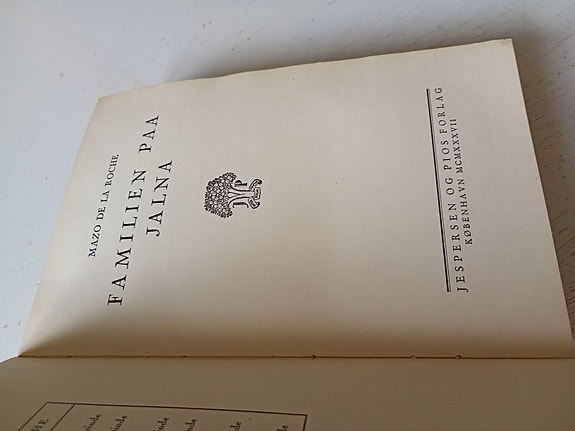 MAZO DE LA ROCHE
FAMILIEN PAA
JALNA
J P
JESPERSEN OG PIOS FORLAG
KØBENHAVN MCMXXXVII